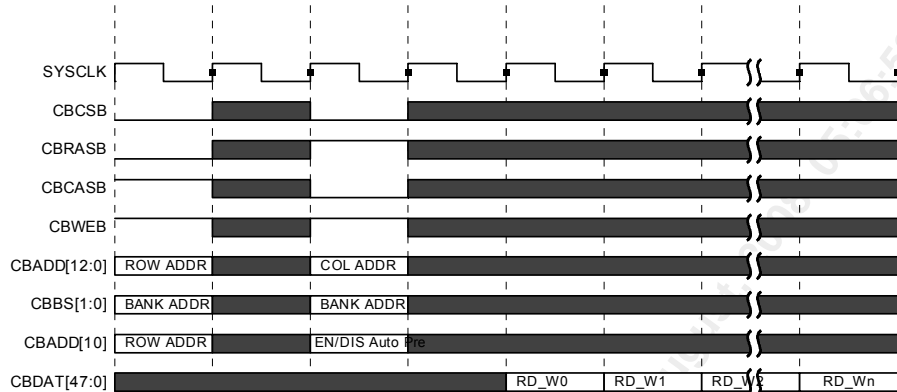 SYSCLK
CBCSB
CBRASB
CBCASB
CBWEB
CBADD[12:0] ROW ADDR COL ADDR
CBBS[1:0] BANK ADDR BANK ADDR
CBADD[10] ROW ADDR EN/DIS Auto Pre
CBDAT[47:0] RD_W0 RD_W1 RD_W2 RD_Wn